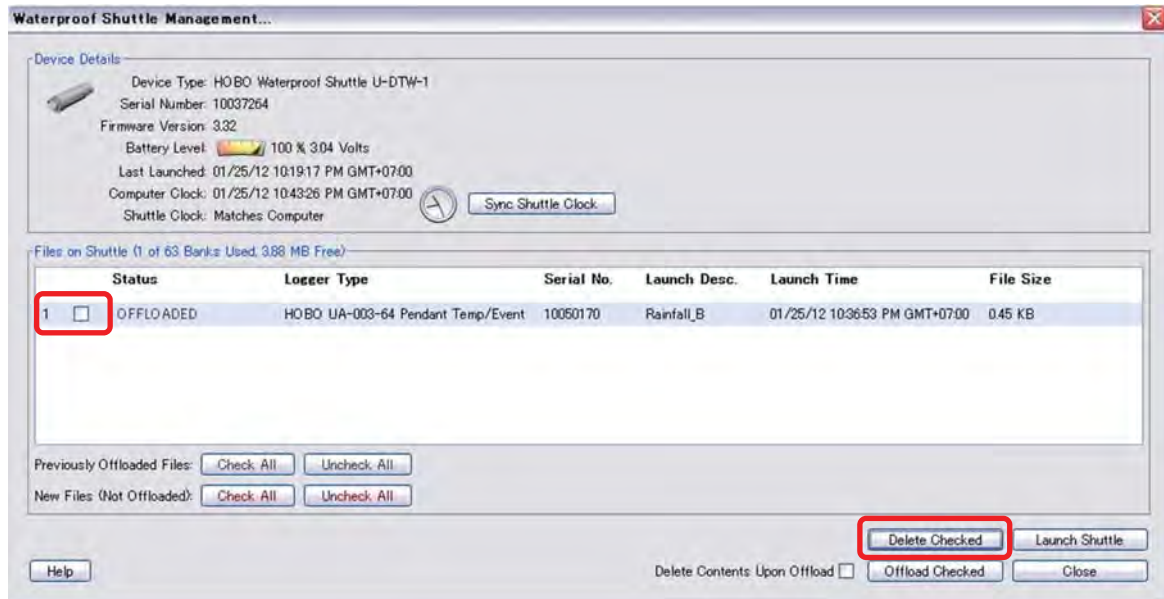 Waterproof Shuttle Management...
Device Details
Device Type: HOBO Waterproof Shuttle U-DTW-1
Serial Number: 10037264
Firmware Version: 3.32
Battery Level: 100 % 3.04 Volts
Last Launched: 01/25/12 10:19:17 PM GMT+07:00
Computer Clock: 01/25/12 10:43:26 PM GMT+07:00
Shuttle Clock: Matches Computer
Sync Shuttle Clock
Files on Shuttle (1 of 63 Banks Used, 3.88 MB Free)
Status Logger Type Serial No. Launch Desc. Launch Time File Size
1 OFFLOADED HOBO UA-003-64 Pendant Temp/Event 10050170 Rainfall_B 01/25/12 10:36:53 PM GMT+07:00 0.45 KB
Previously Offloaded Files: Check All Uncheck All
New Files (Not Offloaded): Check All Uncheck All
Delete Checked Launch Shuttle
Help Delete Contents Upon Offload Offload Checked Close